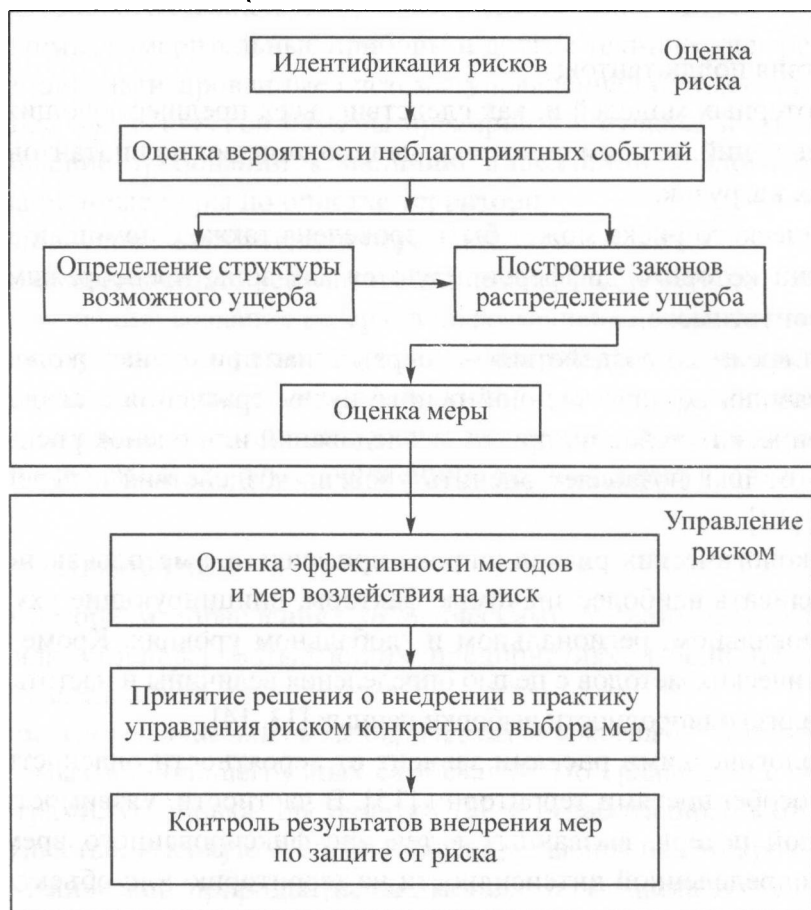 Идентификация рисков
Оценка
риска
Оценка вероятности неблагоприятных событий
Определение структуры
возможного ущерба
Построние законов
распределение ущерба
Оценка меры
Управление
риском
Оценка эффективности методов
и мер воздействия на риск
Принятие решения о внедрении в практику
управлени риском конкретного выбора мер
Контроль результатов внедрения мер
по защите от риска